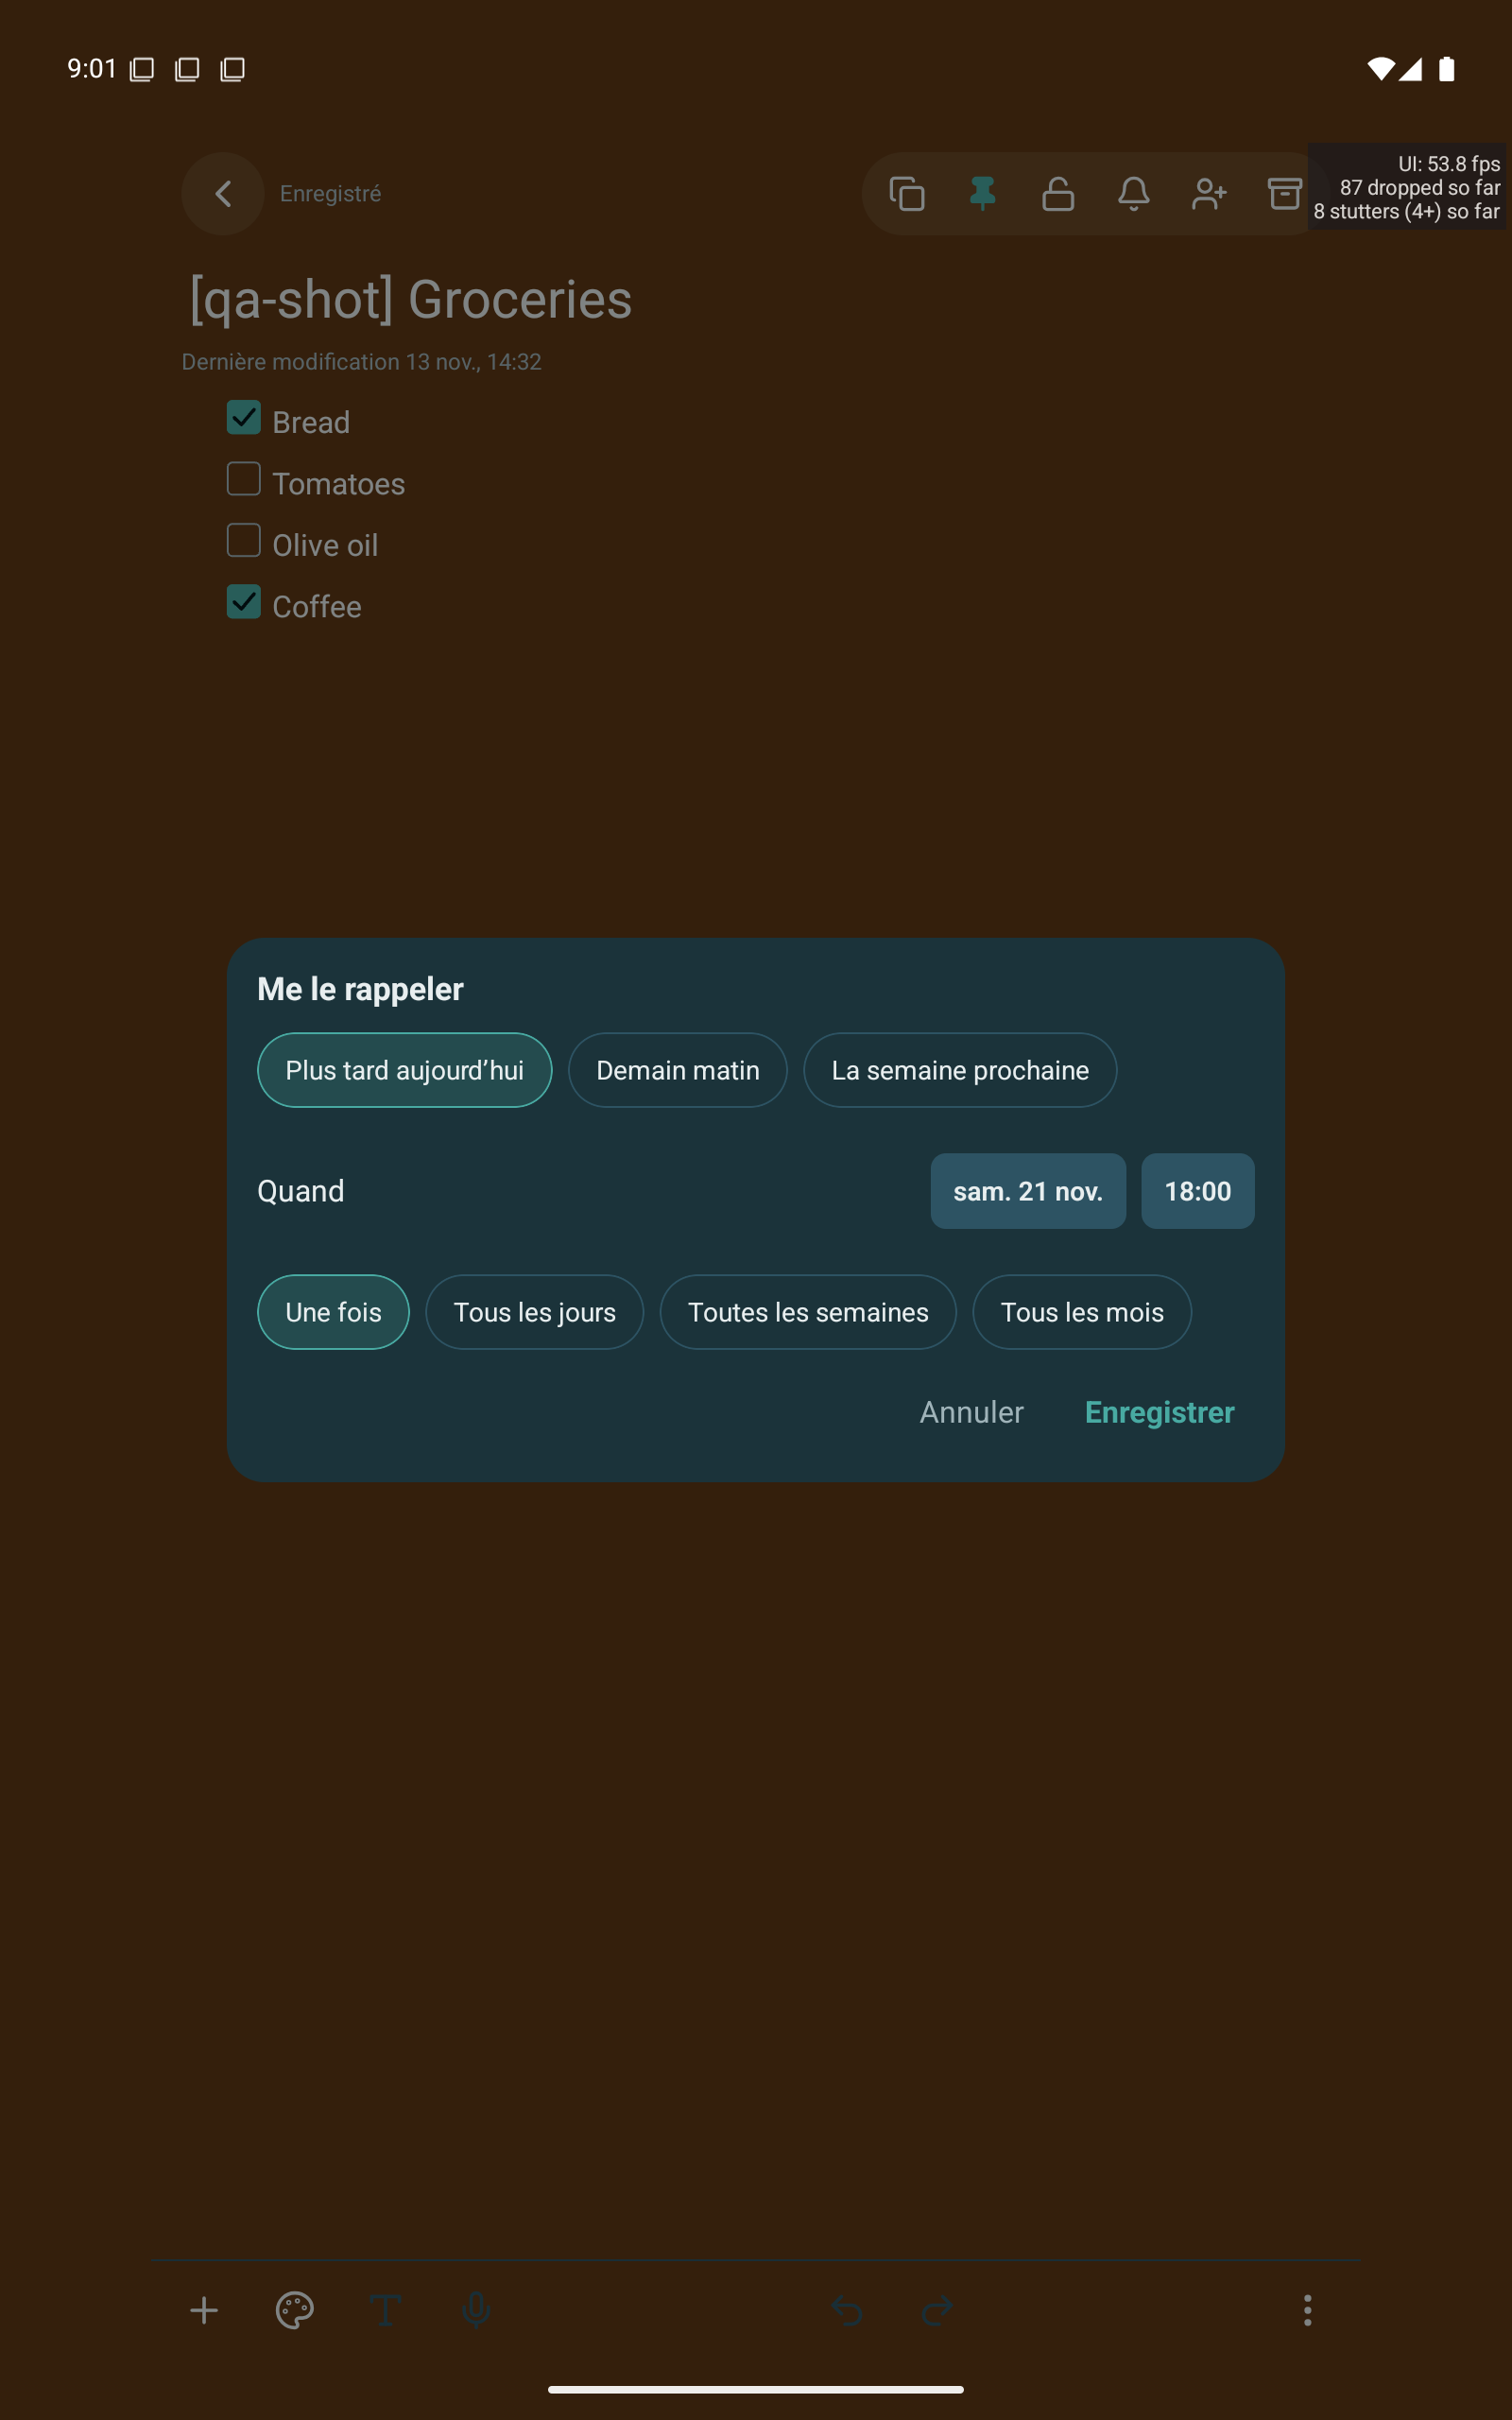 9:01
UI: 53.8 fps
87 dropped so far
8 stutters (4+) so far
Enregistré
[qa-shot] Groceries
Dernière modification 13 nov., 14:32
Bread
Tomatoes
Olive oil
Coffee
Me le rappeler
Plus tard aujourd’hui Demain matin La semaine prochaine
Quand sam. 21 nov. 18:00
Une fois Tous les jours Toutes les semaines Tous les mois
Annuler Enregistrer